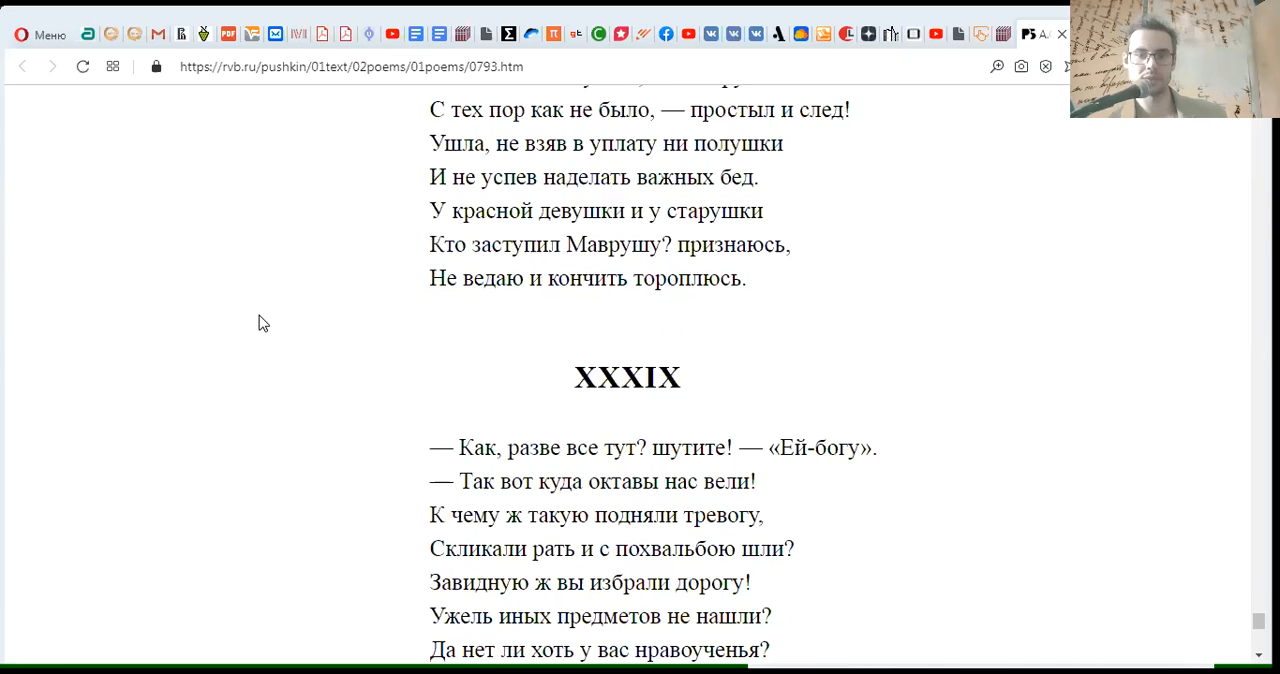 Меню
https://rvb.ru/pushkin/01text/02poems/01poems/0793.htm
С тех пор как не было, — простыл и след!
Ушла, не взяв в уплату ни полушки
И не успев наделать важных бед.
У красной девушки и у старушки
Кто заступил Маврушу? признаюсь,
Не ведаю и кончить тороплюсь.
XXXIX
— Как, разве все тут? шутите! — «Ей-богу».
— Так вот куда октавы нас вели!
К чему ж такую подняли тревогу,
Скликали рать и с похвальбою шли?
Завидную ж вы избрали дорогу!
Ужель иных предметов не нашли?
Да нет ли хоть у вас нравоученья?